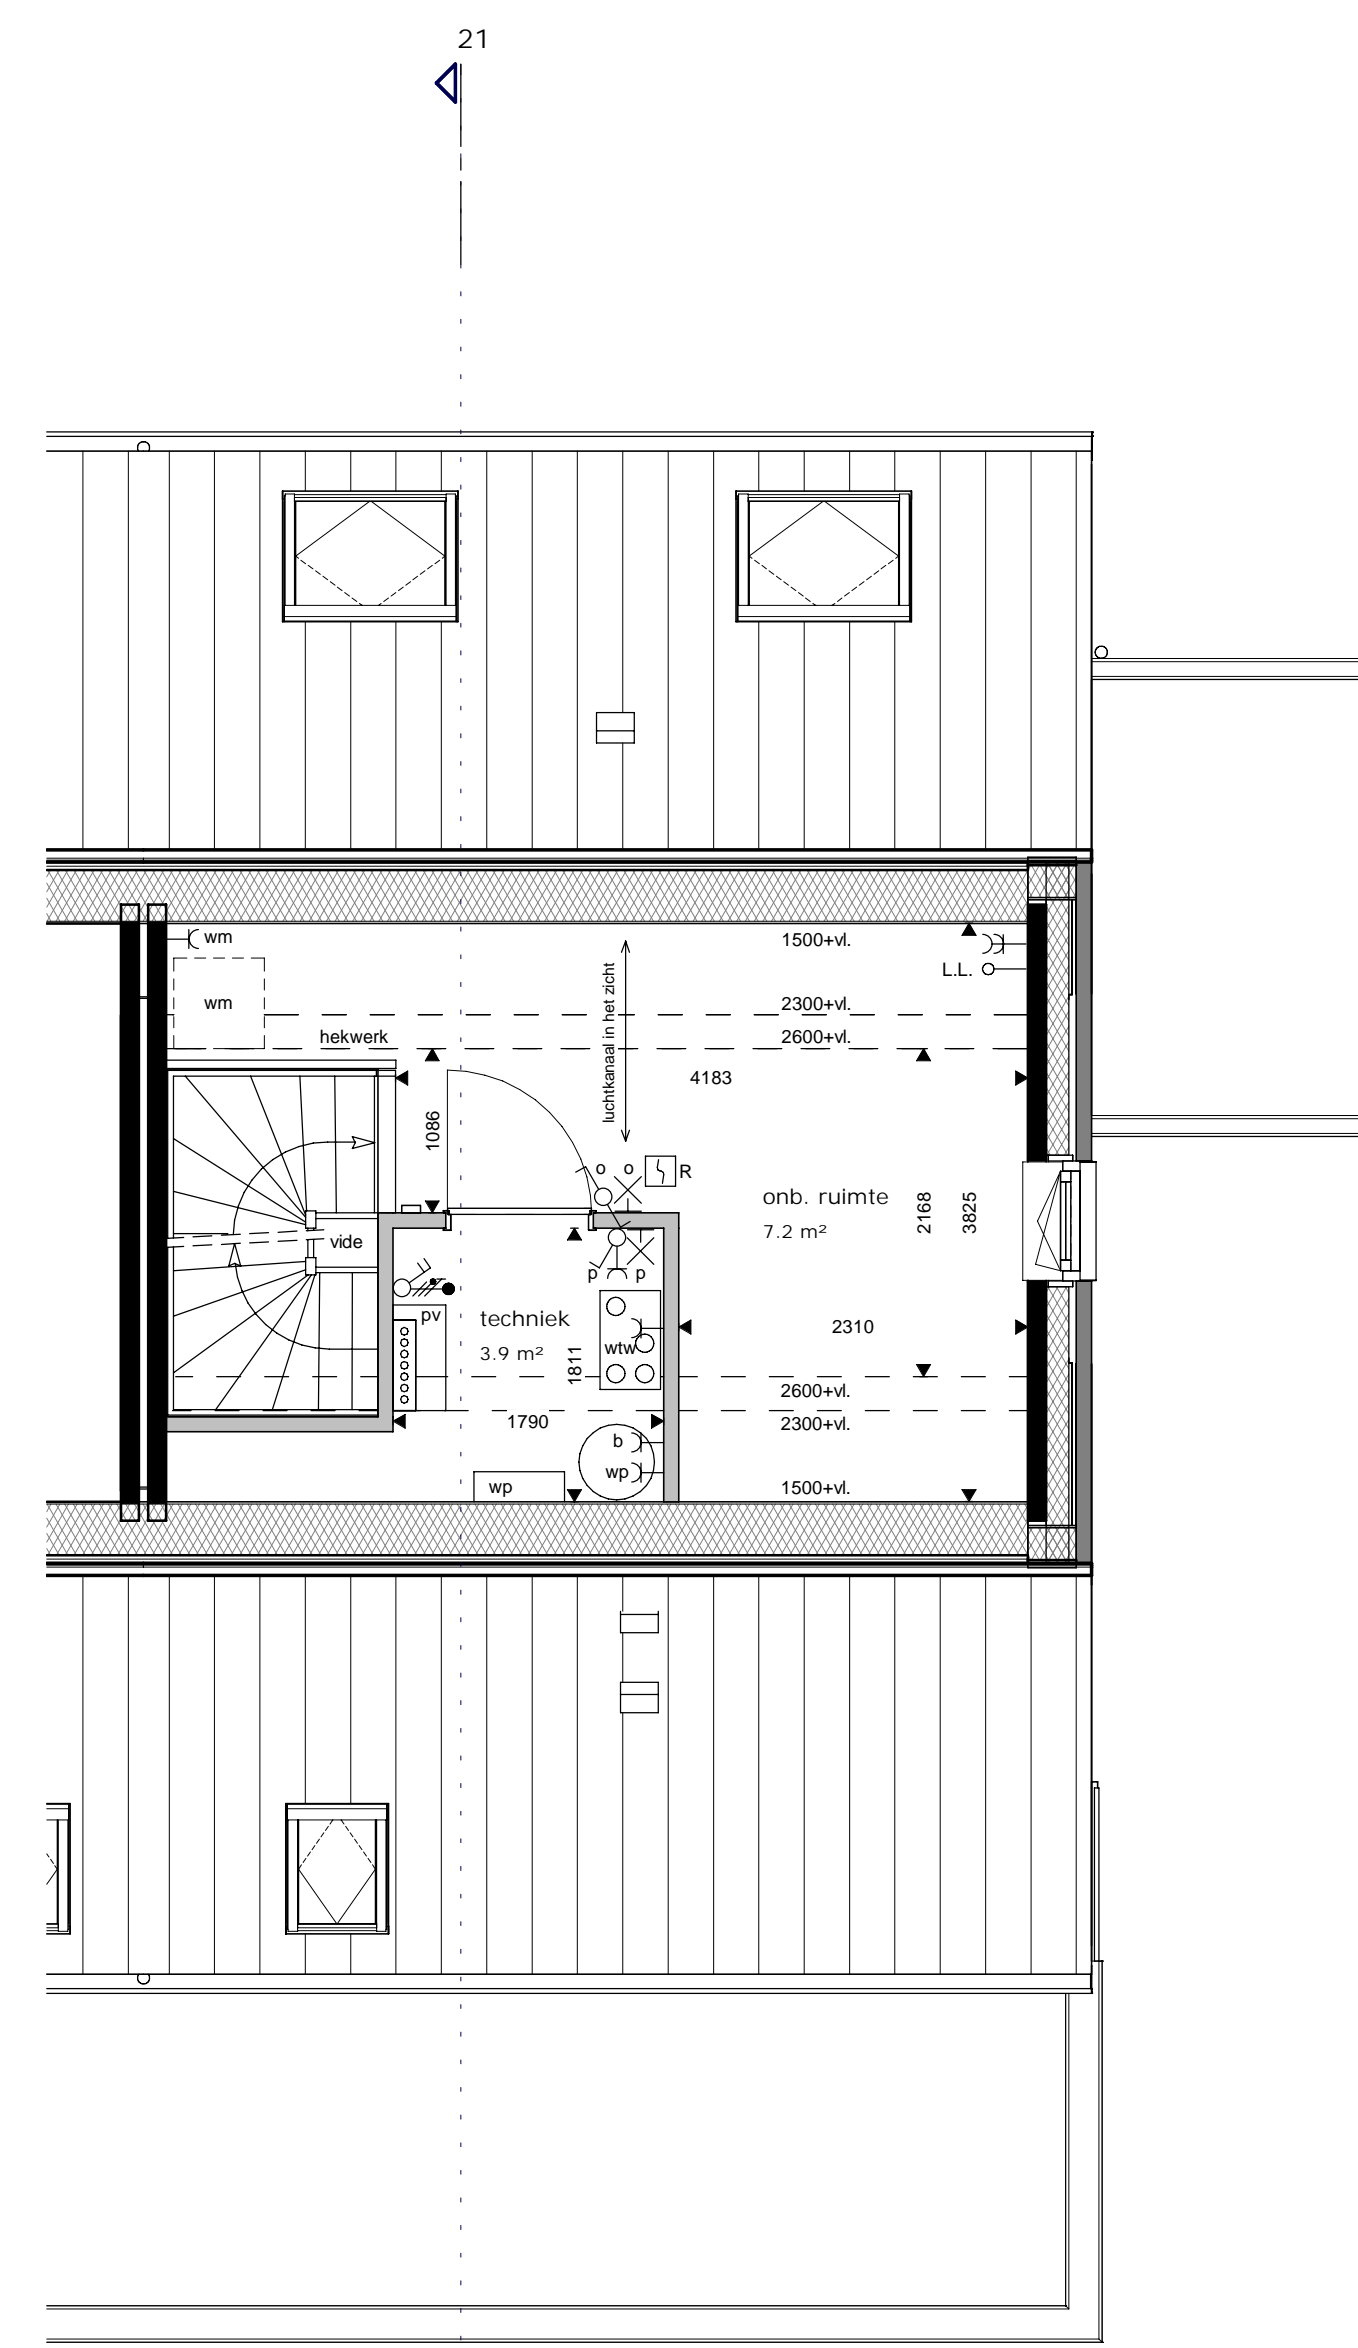 21
wm
1500+vl.
L.L.
wm
2300+vl.
hekwerk
2600+vl.
luchtkanaal in het zicht
4183
1086
o o
R
onb. ruimte
7.2 m²
2168
3825
vide
p p
pv
techniek
3.9 m²
1811
wtw
2310
2600+vl.
1790
2300+vl.
b
wp
wp
1500+vl.